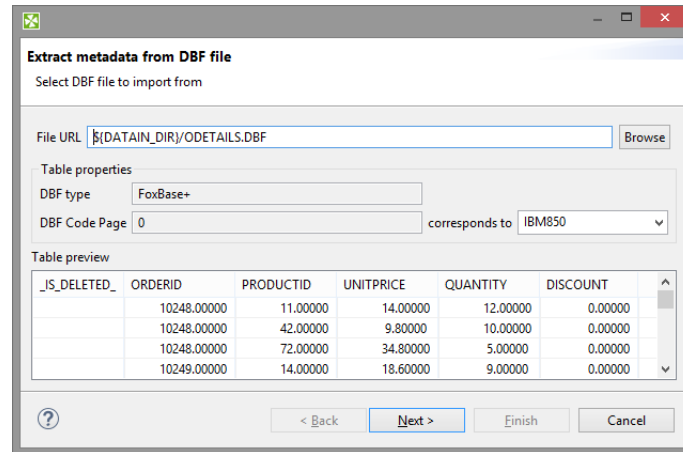 Extract metadata from DBF file
Select DBF file to import from
File URL ${DATAIN_DIR}/ODETAILS.DBF Browse
Table properties
DBF type FoxBase+
DBF Code Page 0 corresponds to IBM850
Table preview
_IS_DELETED_ ORDERID PRODUCTID UNITPRICE QUANTITY DISCOUNT
10248.00000 11.00000 14.00000 12.00000 0.00000
10248.00000 42.00000 9.80000 10.00000 0.00000
10248.00000 72.00000 34.80000 5.00000 0.00000
10249.00000 14.00000 18.60000 9.00000 0.00000
< Back Next > Finish Cancel